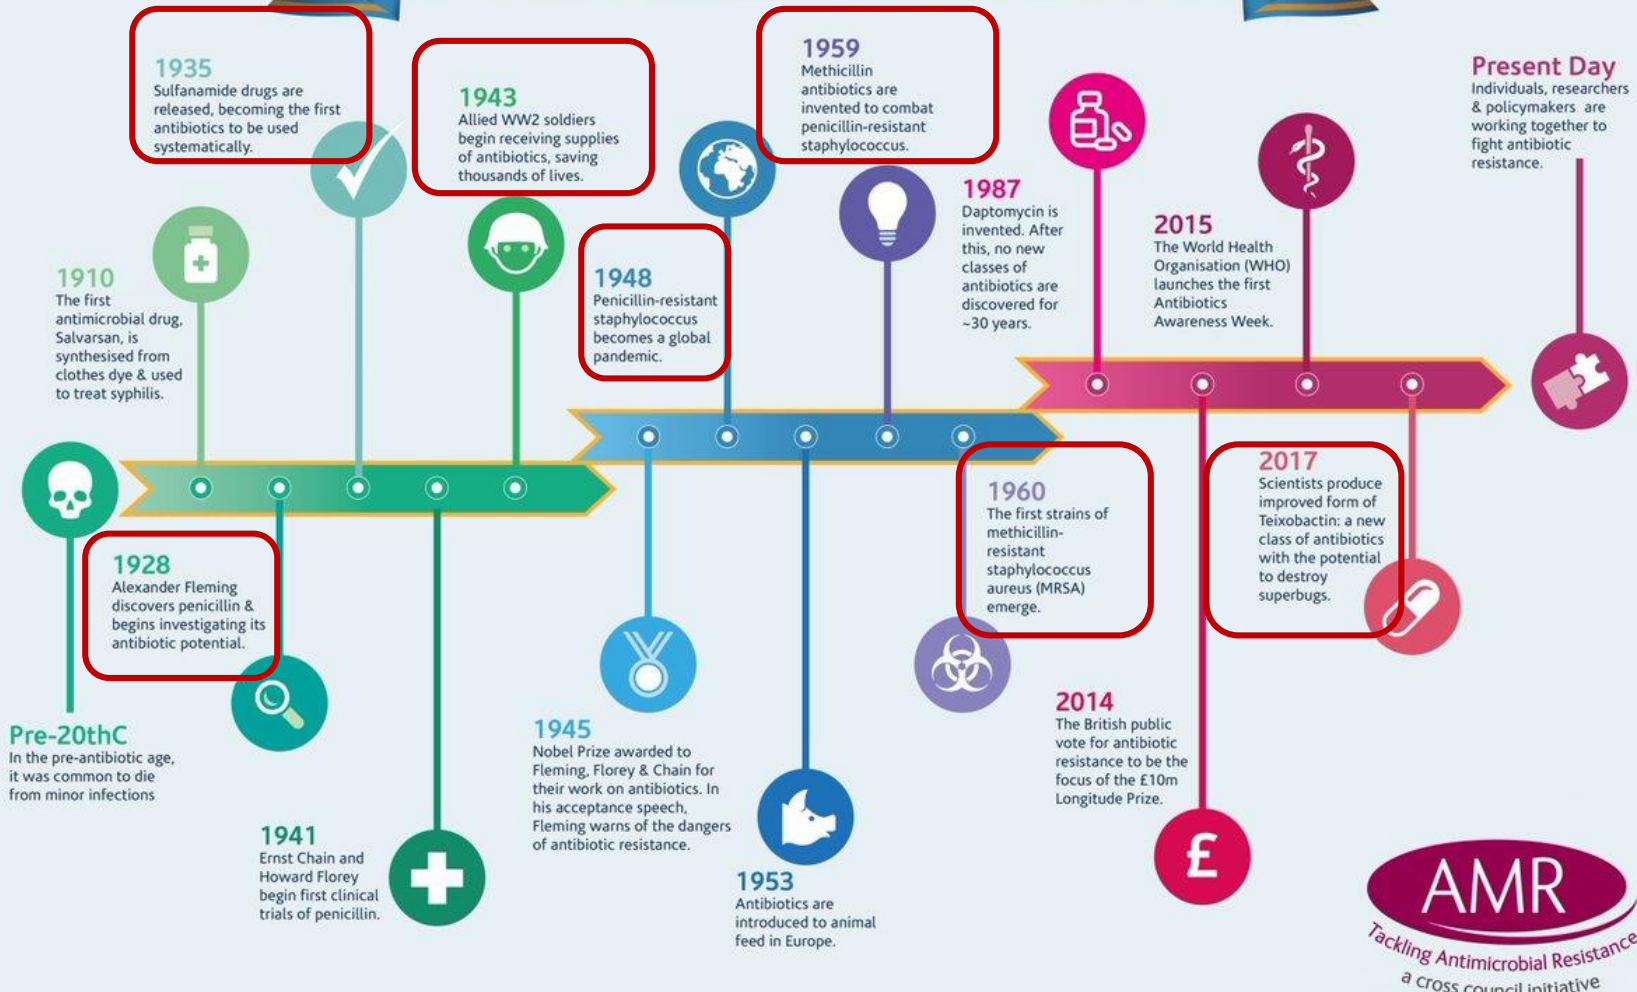 Pre-20thC
In the pre-antibiotic age,
it was common to die
from minor infections
1910
The first
antimicrobial drug,
Salvarsan, is
synthesised from
clothes dye & used
to treat syphilis.
1928
Alexander Fleming
discovers penicillin &
begins investigating its
antibiotic potential.
1935
Sulfanamide drugs are
released, becoming the first
antibiotics to be used
systematically.
1941
Ernst Chain and
Howard Florey
begin first clinical
trials of penicillin.
1943
Allied WW2 soldiers
begin receiving supplies
of antibiotics, saving
thousands of lives.
1945
Nobel Prize awarded to
Fleming, Florey & Chain for
their work on antibiotics. In
his acceptance speech,
Fleming warns of the dangers
of antibiotic resistance.
1948
Penicillin-resistant
staphylococcus
becomes a global
pandemic.
1953
Antibiotics are
introduced to animal
feed in Europe.
1959
Methicillin
antibiotics are
invented to combat
penicillin-resistant
staphylococcus.
1960
The first strains of
methicillin-
resistant
staphylococcus
aureus (MRSA)
emerge.
1987
Daptomycin is
invented. After
this, no new
classes of
antibiotics are
discovered for
~30 years.
2014
The British public
vote for antibiotic
resistance to be the
focus of the £10m
Longitude Prize.
£
2015
The World Health
Organisation (WHO)
launches the first
Antibiotics
Awareness Week.
2017
Scientists produce
improved form of
Teixobactin: a new
class of antibiotics
with the potential
to destroy
superbugs.
Present Day
Individuals, researchers
& policymakers are
working together to
fight antibiotic
resistance.
AMR
Tackling Antimicrobial Resistance
a cross council initiative